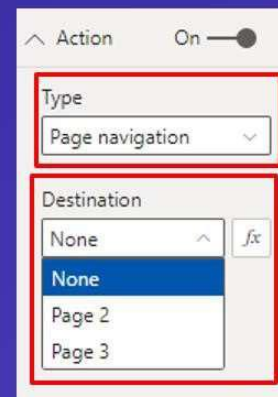 Action On
Type
Page navigation
Destination
None fx
None
Page 2
Page 3